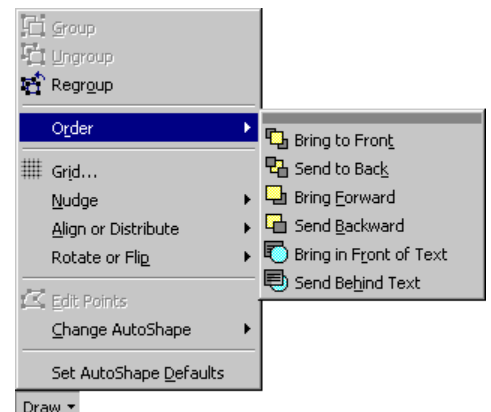 Group
Ungroup
Regroup
Order
Bring to Front
Send to Back
Bring Forward
Send Backward
Bring in Front of Text
Send Behind Text
Grid...
Nudge
Align or Distribute
Rotate or Flip
Edit Points
Change AutoShape
Set AutoShape Defaults
Draw